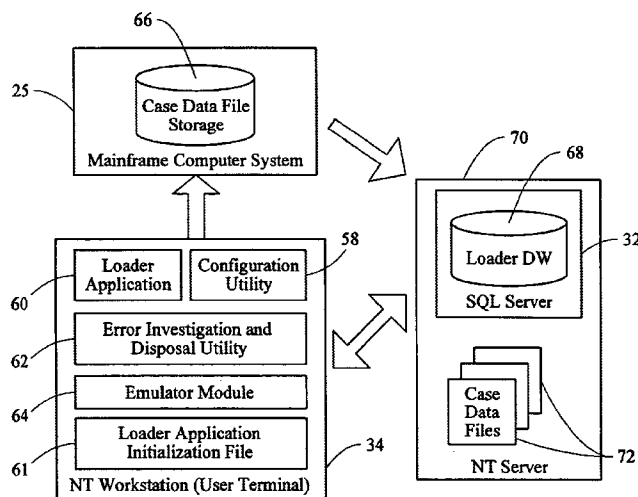 66
25
Case Data File
Storage
Mainframe Computer System
70
68
32
Loader DW
SQL Server
58
60
Loader
Application
Configuration
Utility
62
Error Investigation and
Disposal Utility
64
Emulator Module
61
Loader Application
Initialization File
34
NT Workstation (User Terminal)
Case
Data
Files
72
NT Server